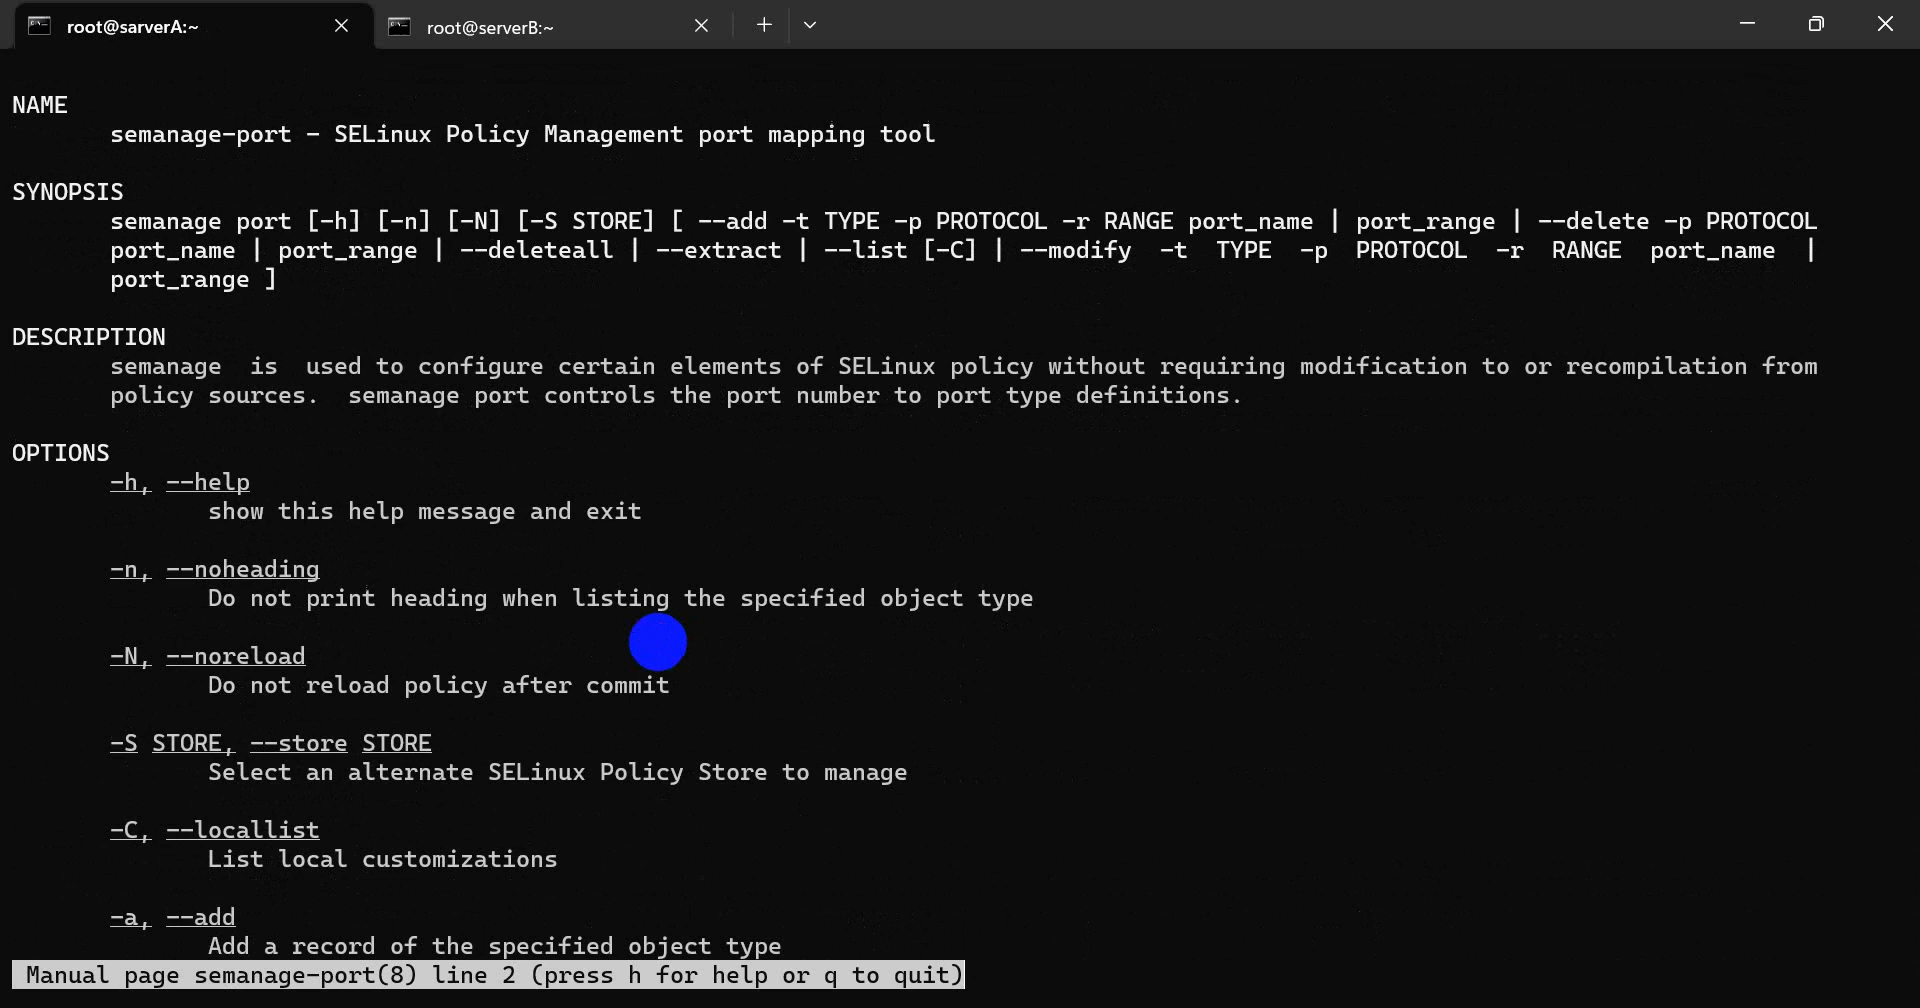 root@sarverA:~
root@serverB:~
NAME
semanage-port - SELinux Policy Management port mapping tool
SYNOPSIS
semanage port [-h] [-n] [-N] [-S STORE] [ --add -t TYPE -p PROTOCOL -r RANGE port_name | port_range | --delete -p PROTOCOL
port_name | port_range | --deleteall | --extract | --list [-C] | --modify -t TYPE -p PROTOCOL -r RANGE port_name |
port_range ]
DESCRIPTION
semanage is used to configure certain elements of SELinux policy without requiring modification to or recompilation from
policy sources. semanage port controls the port number to port type definitions.
OPTIONS
-h, --help
show this help message and exit
-n, --noheading
Do not print heading when listing the specified object type
-N, --noreload
Do not reload policy after commit
-S STORE, --store STORE
Select an alternate SELinux Policy Store to manage
-C, --locallist
List local customizations
-a, --add
Add a record of the specified object type
Manual page semanage-port(8) line 2 (press h for help or q to quit)